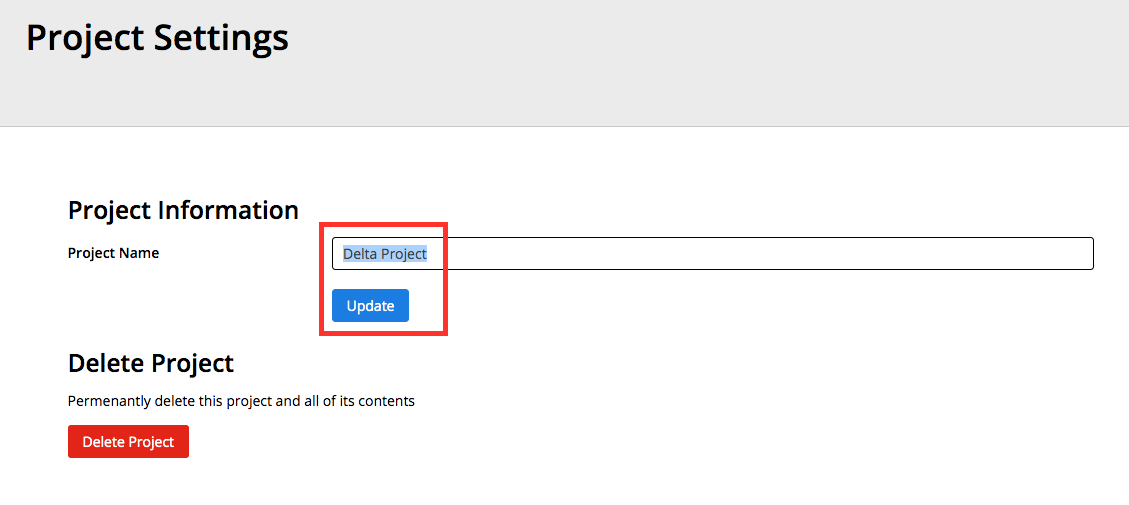 Project Settings
Project Information
Project Name
Delta Project
Update
Delete Project
Permenantly delete this project and all of its contents
Delete Project